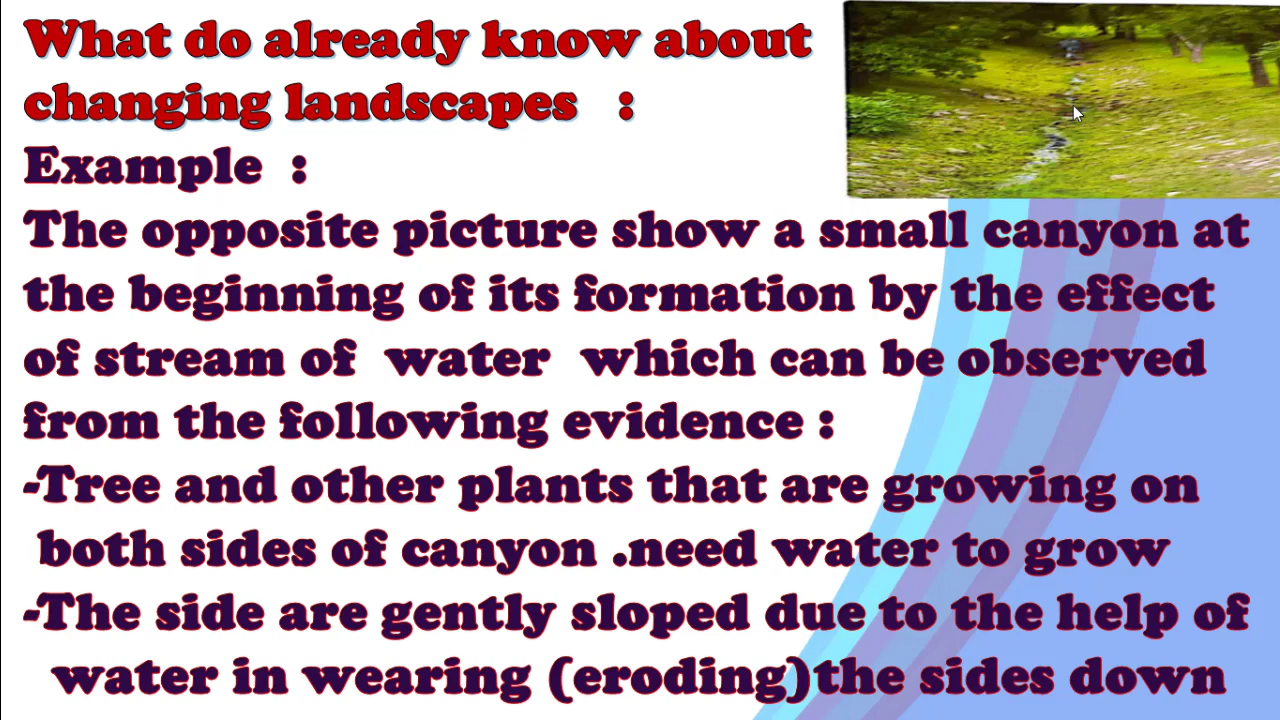 What do already know about
changing landscapes :
Example :
The opposite picture show a small canyon at
the beginning of its formation by the effect
of stream of water which can be observed
from the following evidence :
-Tree and other plants that are growing on
both sides of canyon .need water to grow
-The side are gently sloped due to the help of
water in wearing (eroding)the sides down